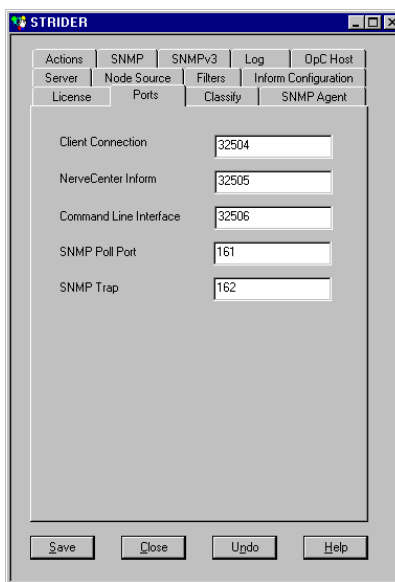 STRIDER
Actions SNMP SNMPv3 Log OpC Host
Server Node Source Filters Inform Configuration
License Ports Classify SNMP Agent
Client Connection 32504
NerveCenter Inform 32505
Command Line Interface 32506
SNMP Poll Port 161
SNMP Trap 162
Save Close Undo Help